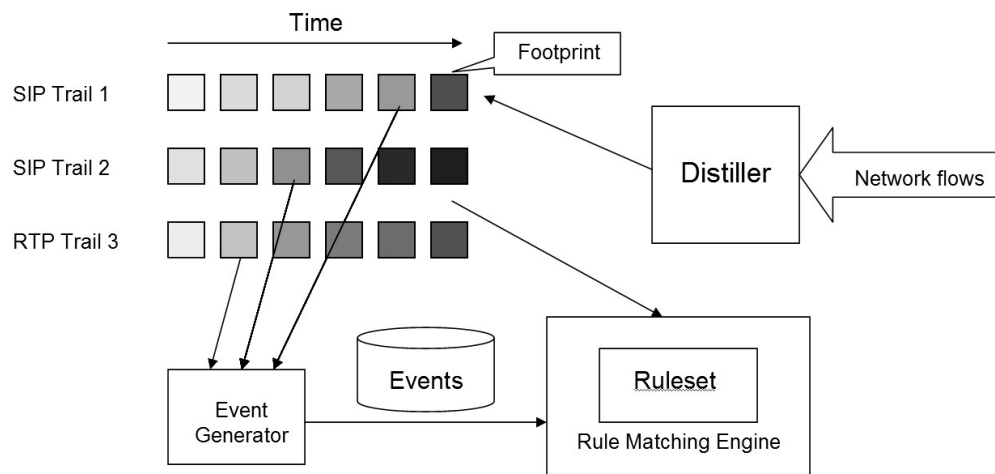 Time
Footprint
SIP Trail 1
SIP Trail 2
Distiller
Network flows
RTP Trail 3
Events
Ruleset
Event
Generator
Rule Matching Engine